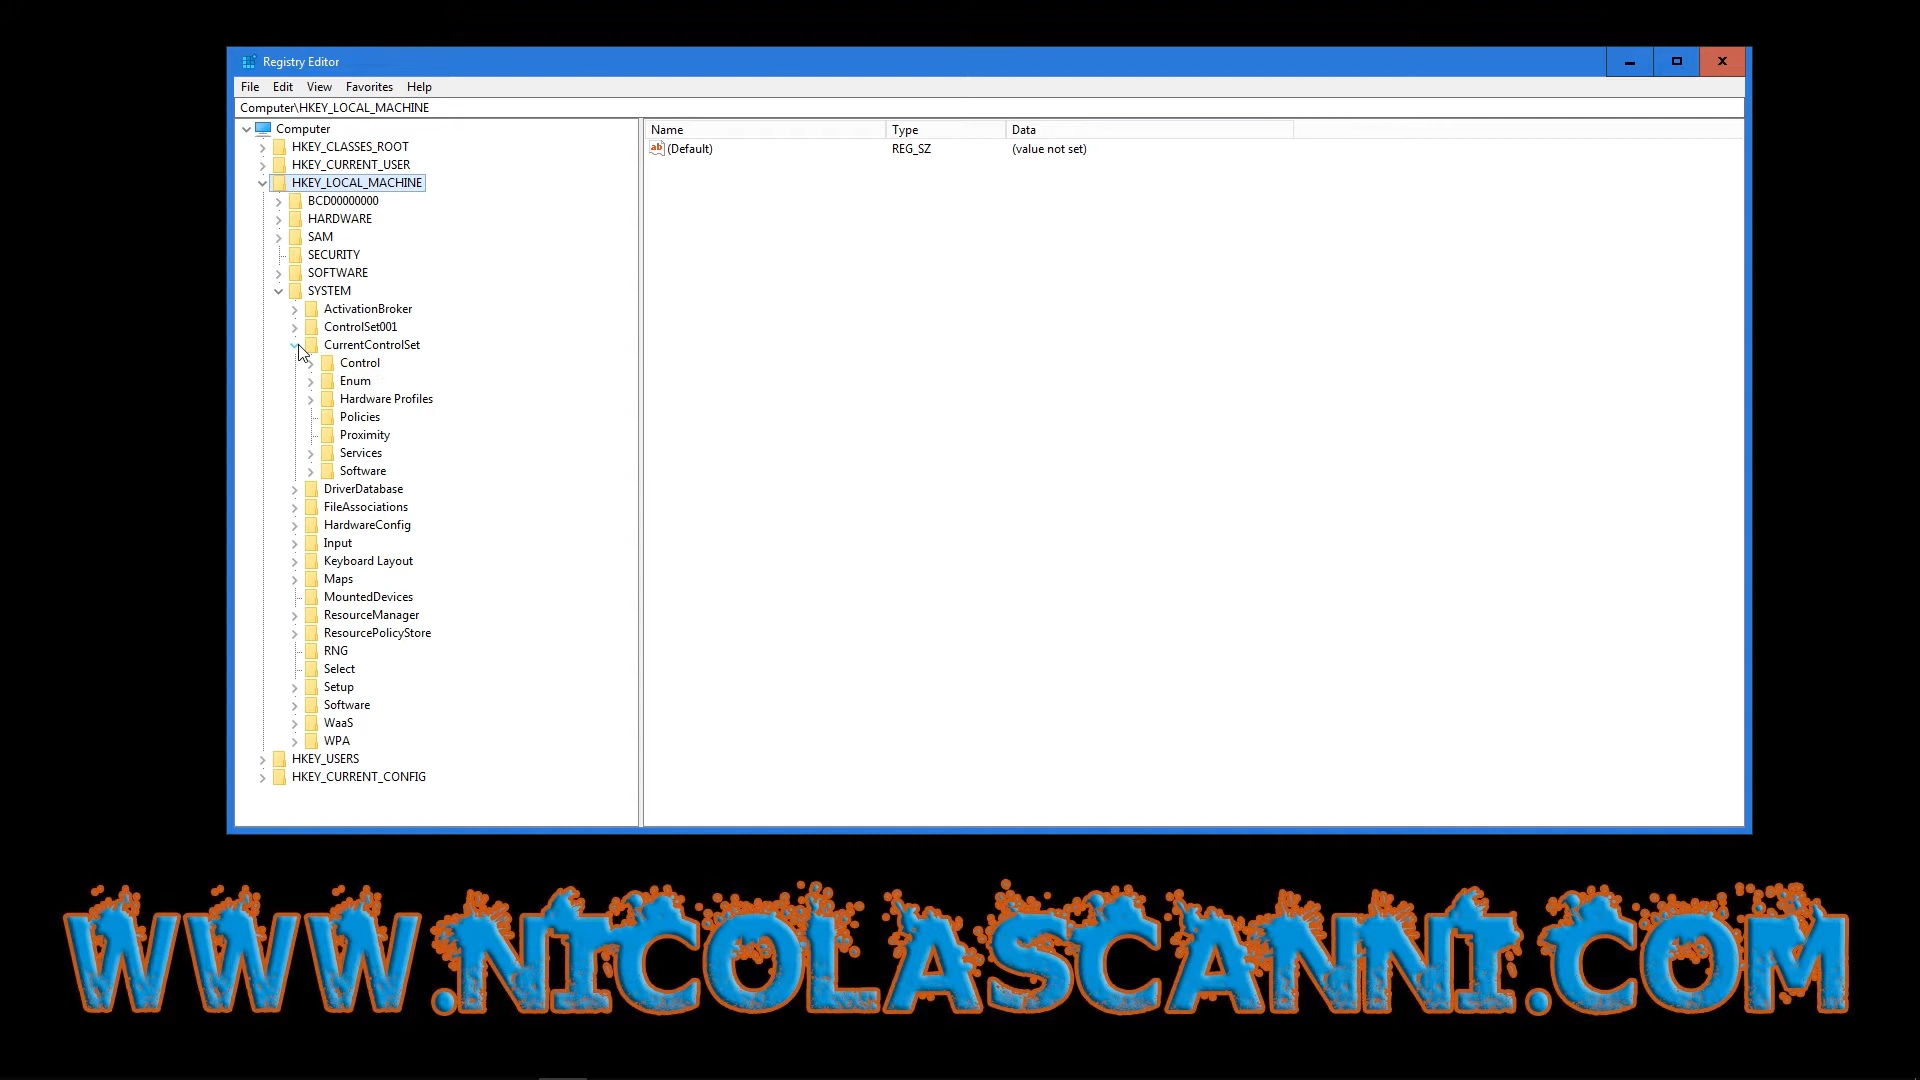 Registry Editor
File Edit View Favorites Help
Computer\HKEY_LOCAL_MACHINE
Computer
HKEY_CLASSES_ROOT
HKEY_CURRENT_USER
HKEY_LOCAL_MACHINE
BCD00000000
HARDWARE
SAM
SECURITY
SOFTWARE
SYSTEM
ActivationBroker
ControlSet001
CurrentControlSet
Control
Enum
Hardware Profiles
Policies
Proximity
Services
Software
DriverDatabase
FileAssociations
HardwareConfig
Input
Keyboard Layout
Maps
MountedDevices
ResourceManager
ResourcePolicyStore
RNG
Select
Setup
Software
WaaS
WPA
HKEY_USERS
HKEY_CURRENT_CONFIG
Name Type Data
ab (Default) REG_SZ (value not set)
WWW.NICOLASCANNI.COM